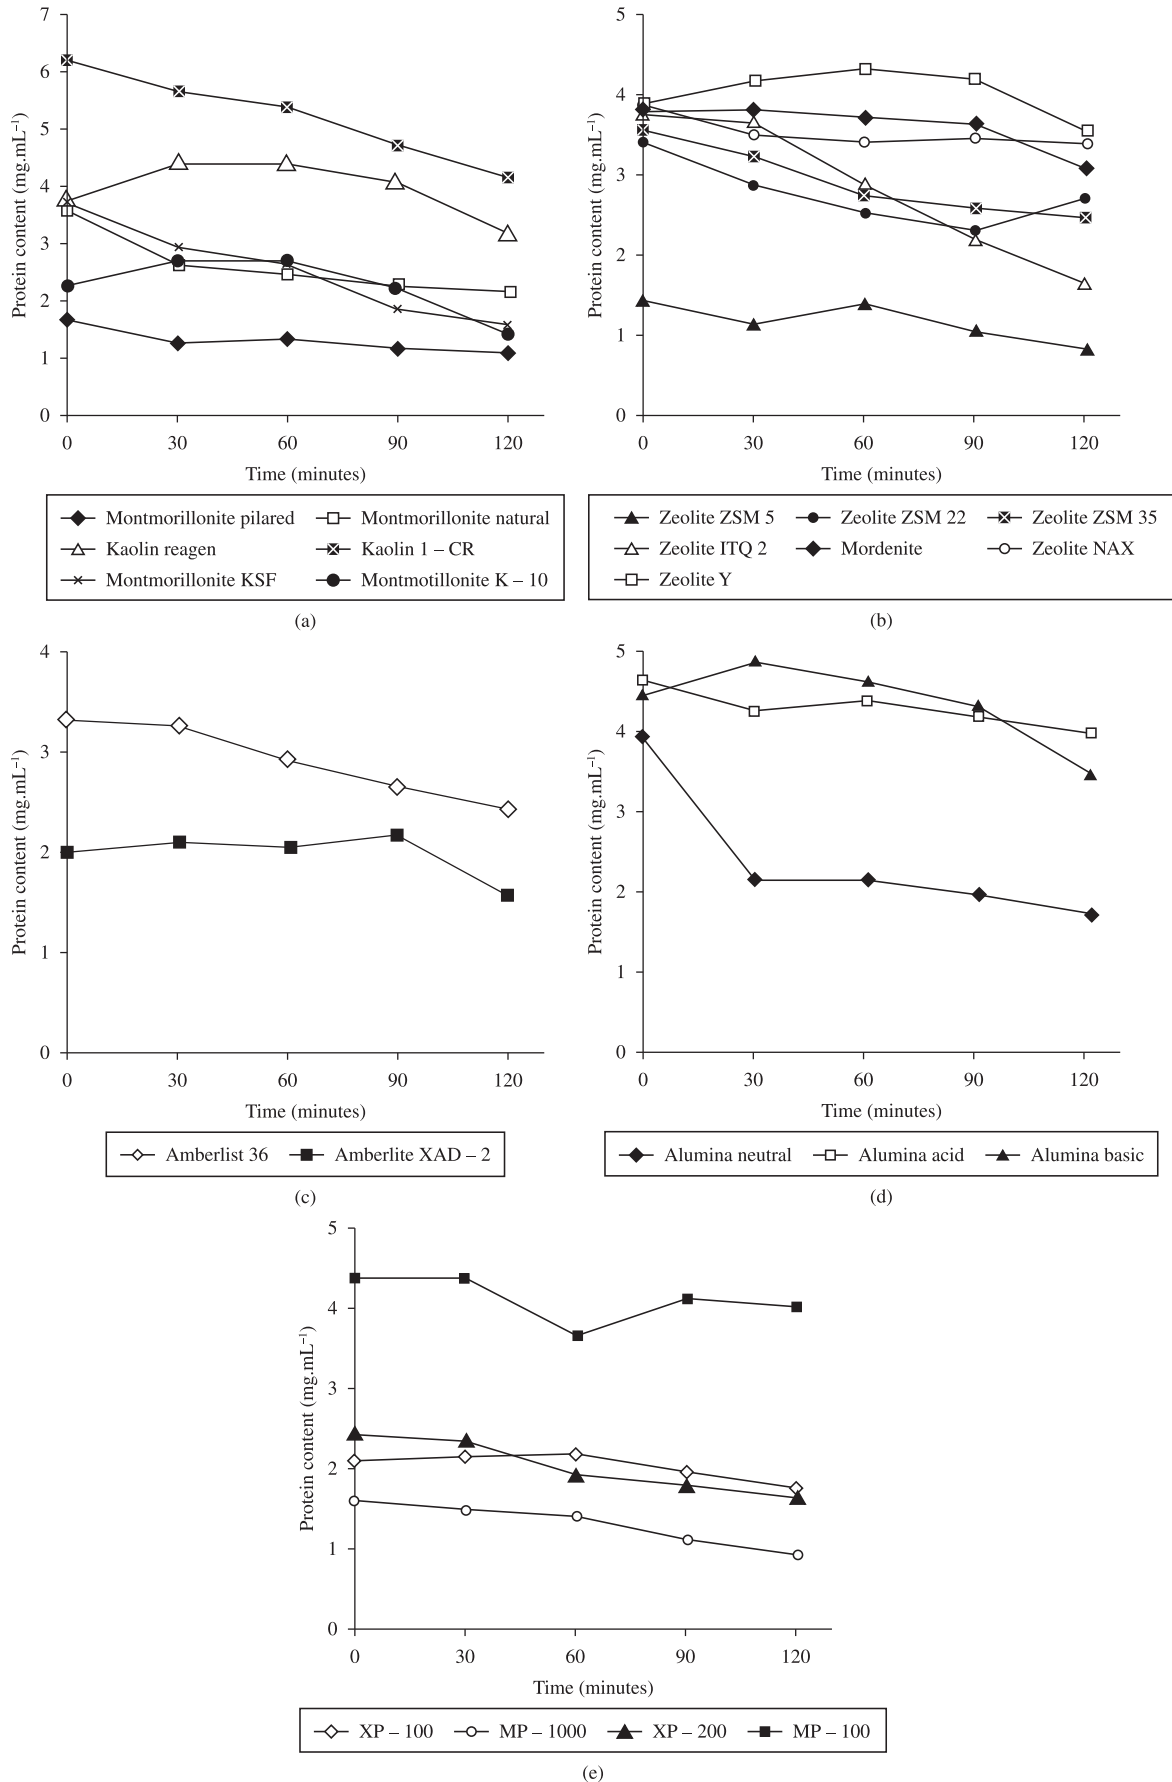 7
6
5
4
3
2
1
0
Protein content (mg.mL⁻¹)
0 30 60 90 120
Time (minutes)
Montmorillonite pilared Montmorillonite natural
Kaolin reagen Kaolin 1 – CR
Montmorillonite KSF Montmotillonite K – 10
(a)
5
4
3
2
1
0
Protein content (mg.mL⁻¹)
0 30 60 90 120
Time (minutes)
Zeolite ZSM 5 Zeolite ZSM 22 Zeolite ZSM 35
Zeolite ITQ 2 Mordenite Zeolite NAX
Zeolite Y
(b)
4
3
2
1
0
Protein content (mg.mL⁻¹)
0 30 60 90 120
Time (minutes)
Amberlist 36 Amberlite XAD – 2
(c)
5
4
3
2
1
0
Protein content (mg.mL⁻¹)
0 30 60 90 120
Time (minutes)
Alumina neutral Alumina acid Alumina basic
(d)
5
4
3
2
1
0
Protein content (mg.mL⁻¹)
0 30 60 90 120
Time (minutes)
XP – 100 MP – 1000 XP – 200 MP – 100
(e)